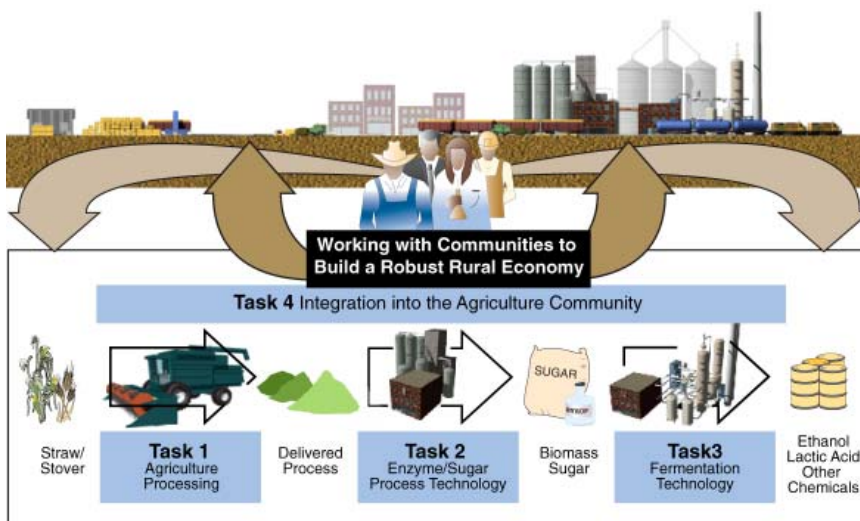 Working with Communities to
Build a Robust Rural Economy
Task 4 Integration into the Agriculture Community
SUGAR
Straw/
Stover
Task 1
Agriculture
Processing
Delivered
Process
Task 2
Enzyme/Sugar
Process Technology
Biomass
Sugar
Task3
Fermentation
Technology
Ethanol
Lactic Acid
Other
Chemicals